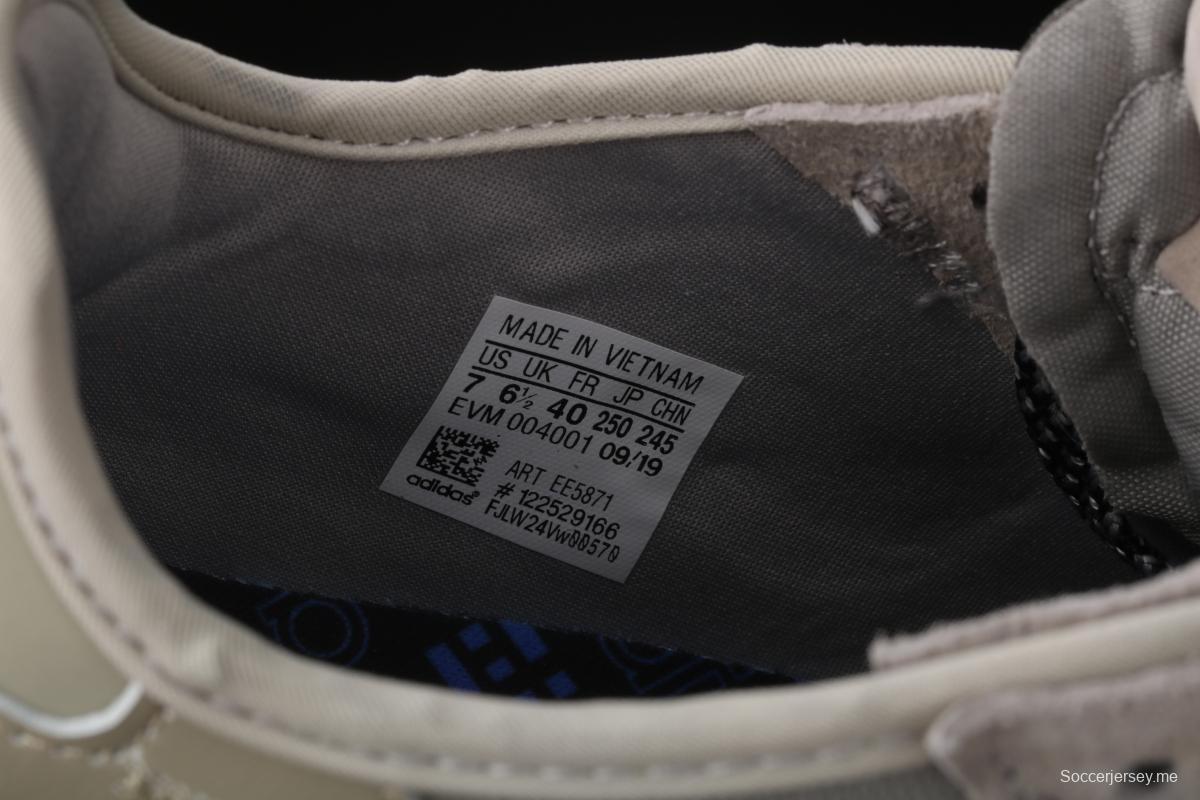 MADE IN VIETNAM
US UK FR JP CHN
7 6½ 40 250 245
EVM 004001 09/19
ART EE5871
# 122529166
adidas®
FJLW24Vw00570
Soccerjersey.me